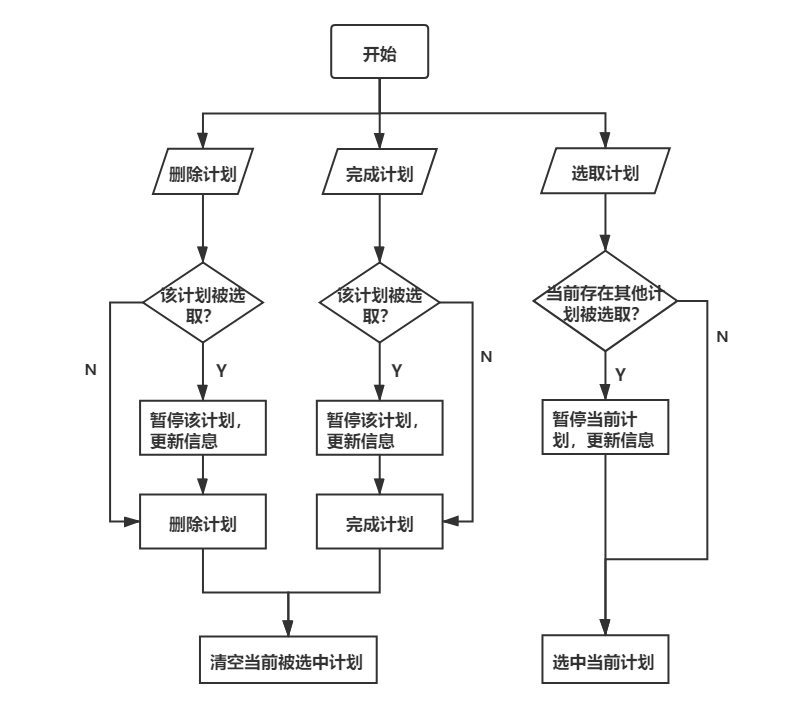 开始
删除计划
完成计划
选取计划
该计划被选
取？
该计划被选
取？
当前存在其他计
划被选取？
N
Y
Y
N
Y
N
暂停该计划，
更新信息
暂停该计划，
更新信息
暂停当前计
划，更新信息
删除计划
完成计划
清空当前被选中计划
选中当前计划